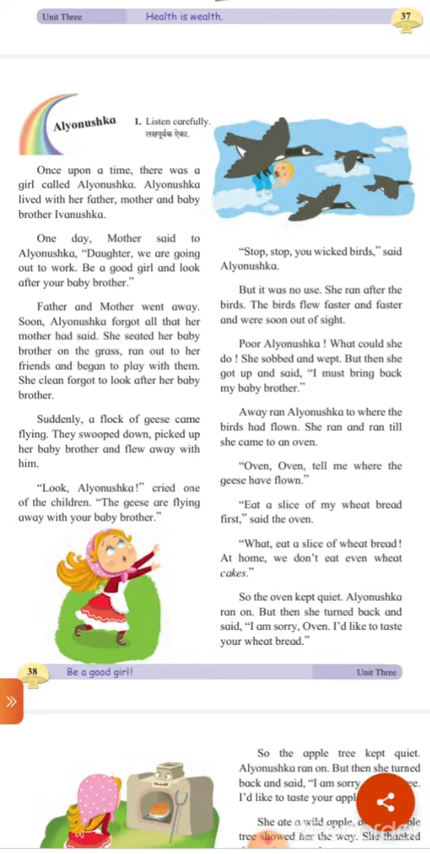 Unit Three
Health is wealth.
37
Alyonushka
1. Listen carefully.
लक्षपूर्वक ऐका.
Once upon a time, there was a
girl called Alyonushka. Alyonushka
lived with her father, mother and baby
brother Ivanushka.
One day, Mother said to
Alyonushka, “Daughter, we are going
out to work. Be a good girl and look
after your baby brother.”
Father and Mother went away.
Soon, Alyonushka forgot all that her
mother had said. She seated her baby
brother on the grass, ran out to her
friends and began to play with them.
She clean forgot to look after her baby
brother.
Suddenly, a flock of geese came
flying. They swooped down, picked up
her baby brother and flew away with
him.
“Look, Alyonushka!” cried one
of the children. “The geese are flying
away with your baby brother.”
“Stop, stop, you wicked birds,” said
Alyonushka.
But it was no use. She ran after the
birds. The birds flew faster and faster
and were soon out of sight.
Poor Alyonushka ! What could she
do ! She sobbed and wept. But then she
got up and said, “I must bring back
my baby brother.”
Away ran Alyonushka to where the
birds had flown. She ran and ran till
she came to an oven.
“Oven, Oven, tell me where the
geese have flown.”
“Eat a slice of my wheat bread
first,” said the oven.
“What, eat a slice of wheat bread!
At home, we don’t eat even wheat
cakes.”
So the oven kept quiet. Alyonushka
ran on. But then she turned back and
said, “I am sorry, Oven. I’d like to taste
your wheat bread.”
38
Be a good girl!
Unit Three
So the apple tree kept quiet.
Alyonushka ran on. But then she turned
back and said, “I am sorry
I’d like to taste your
She ate a wild apple,
tree showed her the way. She thanked